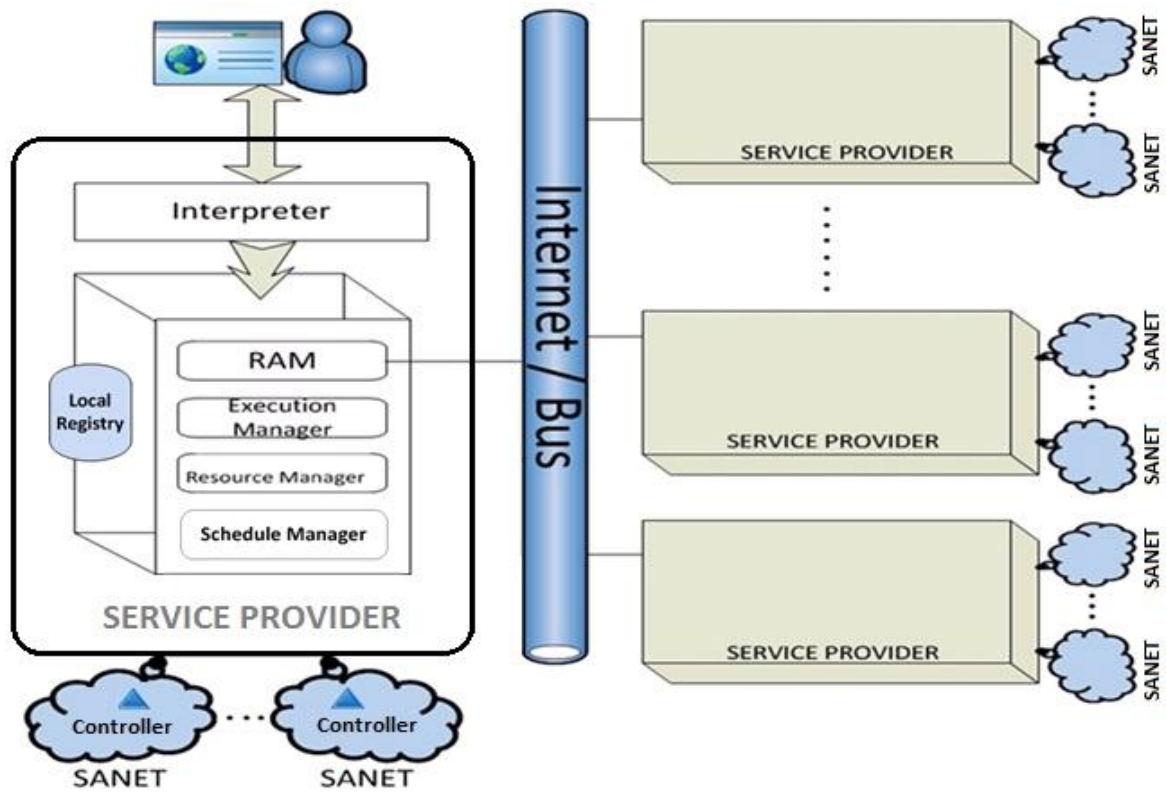 Interpreter
RAM
Execution
Manager
Resource Manager
Schedule Manager
Local
Registry
SERVICE PROVIDER
Controller
Controller
SANET
SANET
Internet / Bus
SERVICE PROVIDER
SANET
SANET
SERVICE PROVIDER
SANET
SANET
SERVICE PROVIDER
SANET
SANET